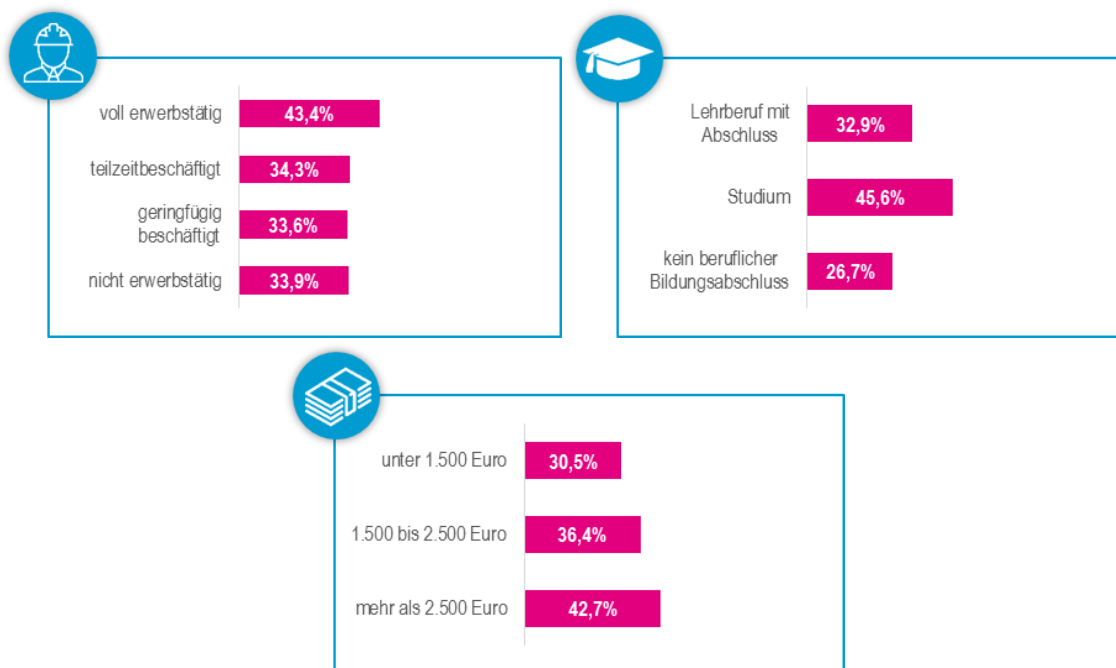 voll erwerbstätig
43,4%
teilzeitbeschäftigt
34,3%
geringfügig
beschäftigt
33,6%
nicht erwerbstätig
33,9%
Lehrberuf mit
Abschluss
32,9%
Studium
45,6%
kein beruflicher
Bildungsabschluss
26,7%
unter 1.500 Euro
30,5%
1.500 bis 2.500 Euro
36,4%
mehr als 2.500 Euro
42,7%